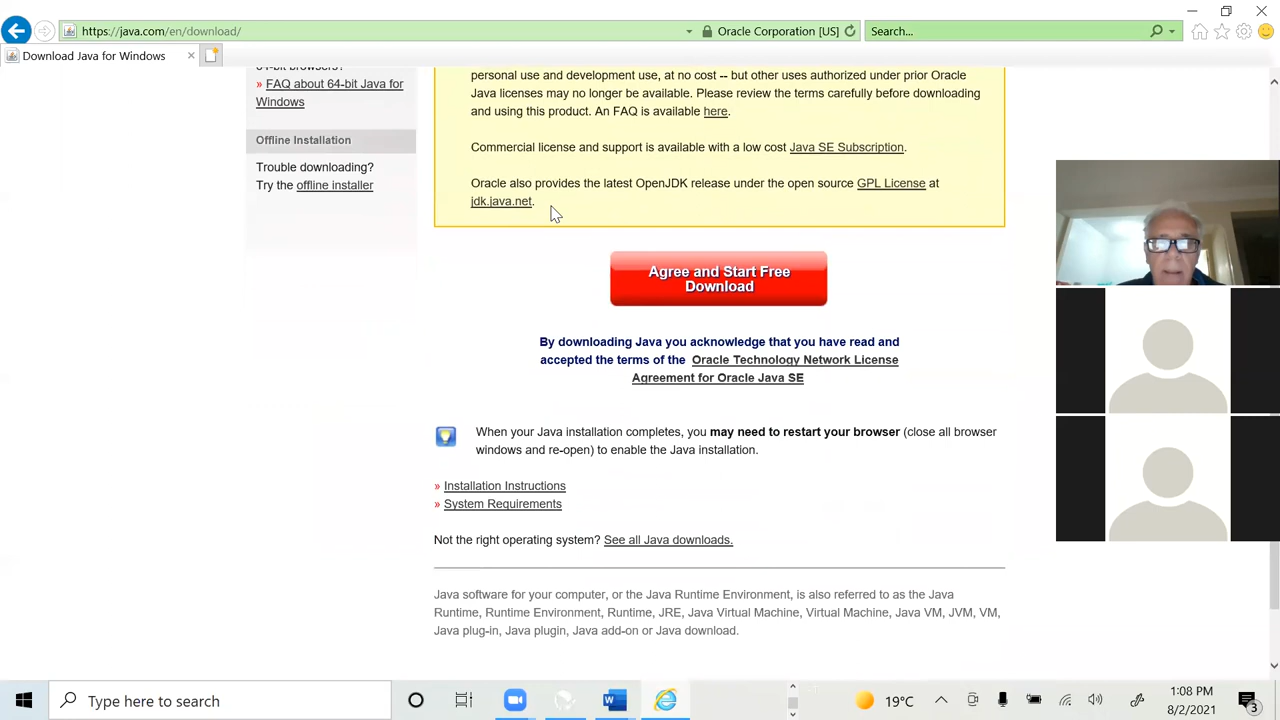 https://java.com/en/download/
Oracle Corporation [US]
Search...
Download Java for Windows
» FAQ about 64-bit Java for
Windows
Offline Installation
Trouble downloading?
Try the offline installer
personal use and development use, at no cost -- but other uses authorized under prior Oracle
Java licenses may no longer be available. Please review the terms carefully before downloading
and using this product. An FAQ is available here.
Commercial license and support is available with a low cost Java SE Subscription.
Oracle also provides the latest OpenJDK release under the open source GPL License at
jdk.java.net.
Agree and Start Free
Download
By downloading Java you acknowledge that you have read and
accepted the terms of the Oracle Technology Network License
Agreement for Oracle Java SE
When your Java installation completes, you may need to restart your browser (close all browser
windows and re-open) to enable the Java installation.
» Installation Instructions
» System Requirements
Not the right operating system? See all Java downloads.
Java software for your computer, or the Java Runtime Environment, is also referred to as the Java
Runtime, Runtime Environment, Runtime, JRE, Java Virtual Machine, Virtual Machine, Java VM, JVM, VM,
Java plug-in, Java plugin, Java add-on or Java download.
Type here to search
19°C
1:08 PM
8/2/2021
3